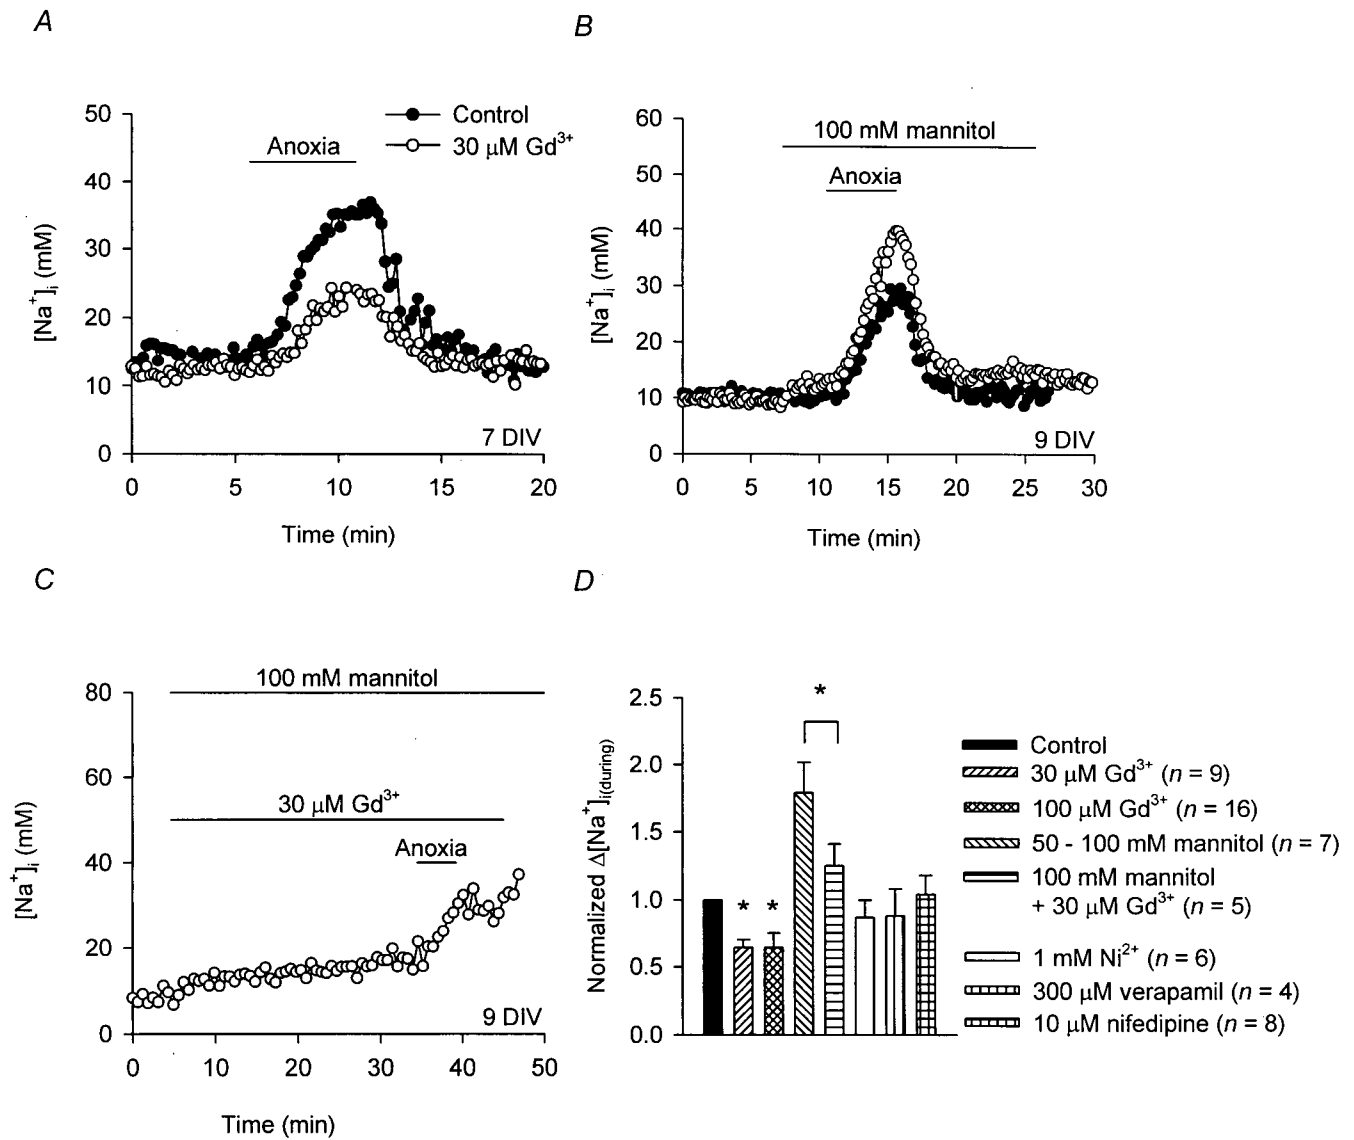 A
50
40
30
20
10
0
[Na⁺]ᵢ (mM)
Anoxia
Control
30 μM Gd³⁺
7 DIV
0 5 10 15 20
Time (min)
B
60
50
40
30
20
10
0
[Na⁺]ᵢ (mM)
100 mM mannitol
Anoxia
9 DIV
0 5 10 15 20 25 30
Time (min)
C
80
60
40
20
0
[Na⁺]ᵢ (mM)
100 mM mannitol
30 μM Gd³⁺
Anoxia
9 DIV
0 10 20 30 40 50
Time (min)
D
2.5
2.0
1.5
1.0
0.5
0.0
Normalized Δ[Na⁺]i(during)
*
* *
Control
30 μM Gd³⁺ (n = 9)
100 μM Gd³⁺ (n = 16)
50 - 100 mM mannitol (n = 7)
100 mM mannitol
+ 30 μM Gd³⁺ (n = 5)
1 mM Ni²⁺ (n = 6)
300 μM verapamil (n = 4)
10 μM nifedipine (n = 8)